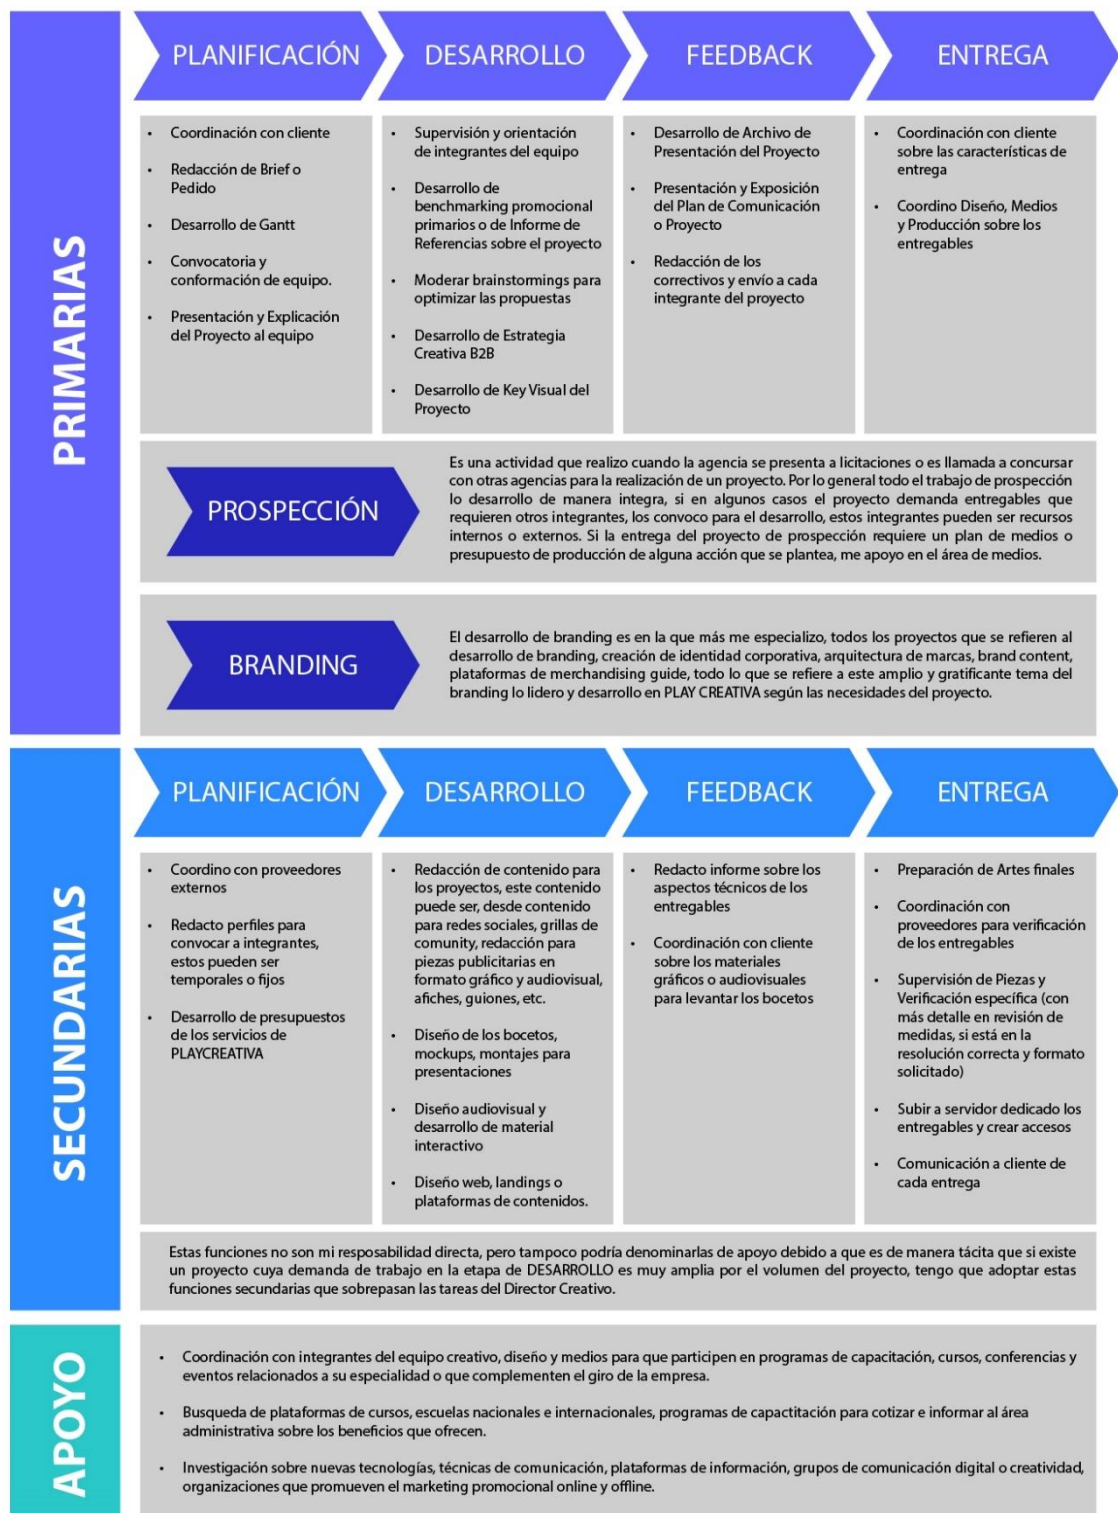 PRIMARIAS
PLANIFICACIÓN
DESARROLLO
FEEDBACK
ENTREGA
• Coordinación con cliente
• Redacción de Brief o
Pedido
• Desarrollo de Gantt
• Convocatoria y
conformación de equipo.
• Presentación y Explicación
del Proyecto al equipo
• Supervisión y orientación
de integrantes del equipo
• Desarrollo de
benchmarking promocional
primarios o de Informe de
Referencias sobre el proyecto
• Moderar brainstormings para
optimizar las propuestas
• Desarrollo de Estrategia
Creativa B2B
• Desarrollo de Key Visual del
Proyecto
• Desarrollo de Archivo de
Presentación del Proyecto
• Presentación y Exposición
del Plan de Comunicación
o Proyecto
• Redacción de los
correctivos y envío a cada
integrante del proyecto
• Coordinación con cliente
sobre las características de
entrega
• Coordino Diseño, Medios
y Producción sobre los
entregables
PROSPECCIÓN
Es una actividad que realizo cuando la agencia se presenta a licitaciones o es llamada a concursar
con otras agencias para la realización de un proyecto. Por lo general todo el trabajo de prospección
lo desarrollo de manera integra, si en algunos casos el proyecto demanda entregables que
requieren otros integrantes, los convoco para el desarrollo, estos integrantes pueden ser recursos
internos o externos. Si la entrega del proyecto de prospección requiere un plan de medios o
presupuesto de producción de alguna acción que se plantea, me apoyo en el área de medios.
BRANDING
El desarrollo de branding es en la que más me especializo, todos los proyectos que se refieren al
desarrollo de branding, creación de identidad corporativa, arquitectura de marcas, brand content,
plataformas de merchandising guide, todo lo que se refiere a este amplio y gratificante tema del
branding lo lidero y desarrollo en PLAY CREATIVA según las necesidades del proyecto.
SECUNDARIAS
PLANIFICACIÓN
DESARROLLO
FEEDBACK
ENTREGA
• Coordino con proveedores
externos
• Redacto perfiles para
convocar a integrantes,
estos pueden ser
temporales o fijos
• Desarrollo de presupuestos
de los servicios de
PLAYCREATIVA
• Redacción de contenido para
los proyectos, este contenido
puede ser, desde contenido
para redes sociales, grillas de
comunity, redacción para
piezas publicitarias en
formato gráfico y audiovisual,
afiches, guiones, etc.
• Diseño de los bocetos,
mockups, montajes para
presentaciones
• Diseño audiovisual y
desarrollo de material
interactivo
• Diseño web, landings o
plataformas de contenidos.
• Redacto informe sobre los
aspectos técnicos de los
entregables
• Coordinación con cliente
sobre los materiales
gráficos o audiovisuales
para levantar los bocetos
• Preparación de Artes finales
• Coordinación con
proveedores para verificación
de los entregables
• Supervisión de Piezas y
Verificación específica (con
más detalle en revisión de
medidas, si está en la
resolución correcta y formato
solicitado)
• Subir a servidor dedicado los
entregables y crear accesos
• Comunicación a cliente de
cada entrega
Estas funciones no son mi resposabilidad directa, pero tampoco podría denominarlas de apoyo debido a que es de manera tácita que si existe
un proyecto cuya demanda de trabajo en la etapa de DESARROLLO es muy amplia por el volumen del proyecto, tengo que adoptar estas
funciones secundarias que sobrepasan las tareas del Director Creativo.
APOYO
• Coordinación con integrantes del equipo creativo, diseño y medios para que participen en programas de capacitación, cursos, conferencias y
eventos relacionados a su especialidad o que complementen el giro de la empresa.
• Busqueda de plataformas de cursos, escuelas nacionales e internacionales, programas de capactitación para cotizar e informar al área
administrativa sobre los beneficios que ofrecen.
• Investigación sobre nuevas tecnologías, técnicas de comunicación, plataformas de información, grupos de comunicación digital o creatividad,
organizaciones que promueven el marketing promocional online y offline.